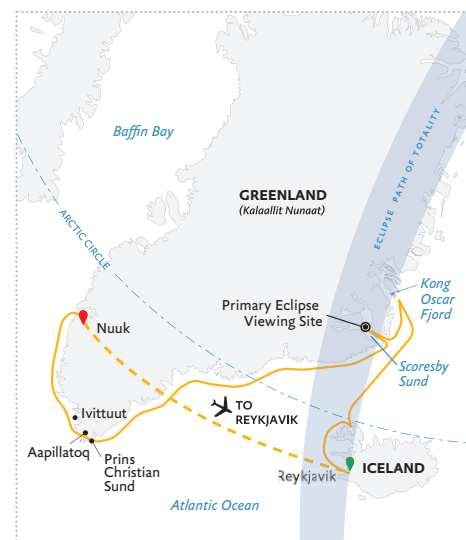 Baffin Bay
ECLIPSE PATH OF TOTALITY
GREENLAND
(Kalaallit Nunaat)
ARCTIC CIRCLE
Kong
Oscar
Fjord
Primary Eclipse
Viewing Site
Nuuk
Scoresby
Sund
TO
REYKJAVIK
Ivittuut
Aapillatoq
Prins
Christian
Sund
ICELAND
Reykjavik
Atlantic Ocean